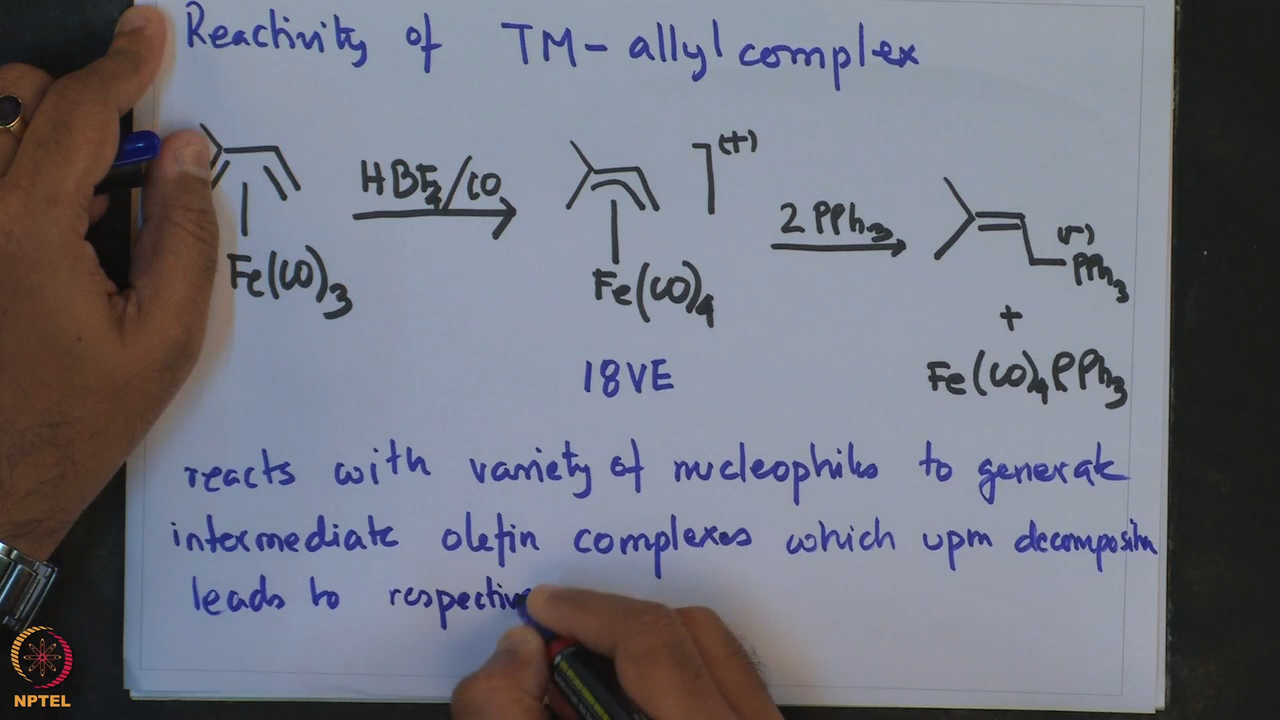 Reactivity of TM-allyl complex
HBF4/CO
](+)
2 PPh3
(+)
PPh3
Fe(CO)3
Fe(CO)4
+
18VE
Fe(CO)4PPh3
reacts with variety of nucleophiles to generate
intermediate olefin complexes which upon decomposition
leads to respective
NPTEL